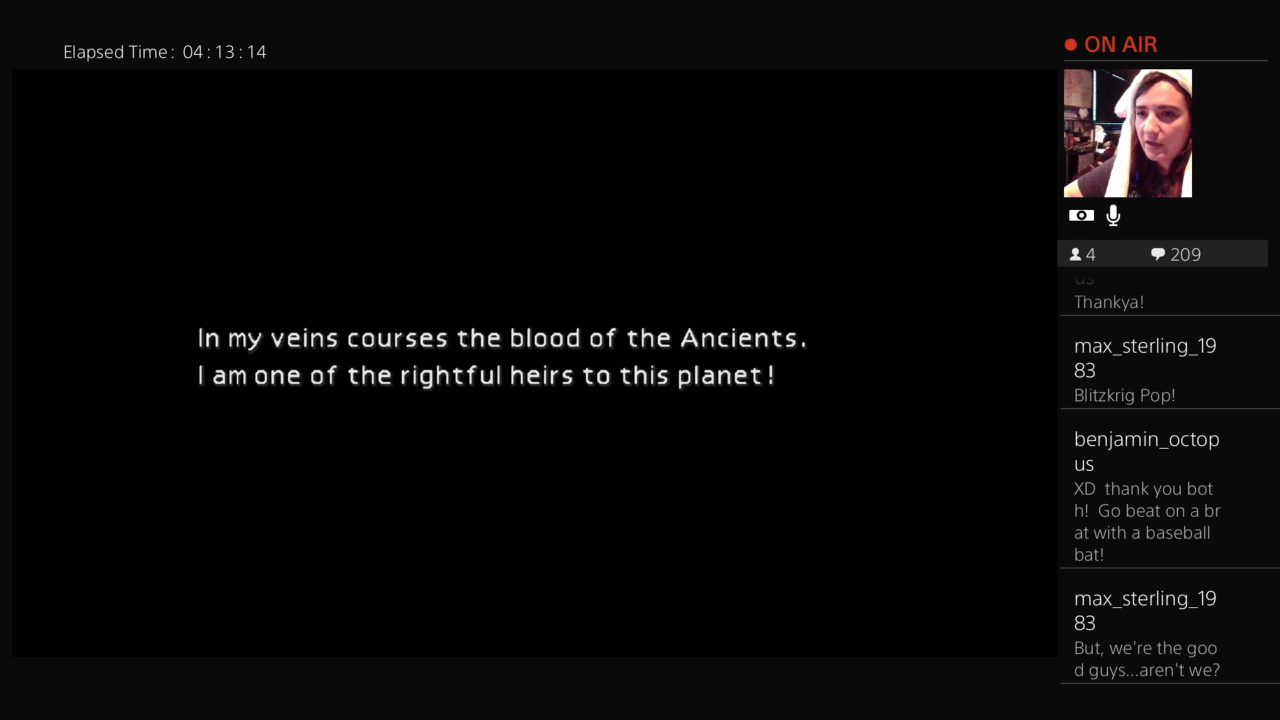 Elapsed Time: 04:13:14
ON AIR
In my veins courses the blood of the Ancients.
I am one of the rightful heirs to this planet!
4 209
us
Thankya!
max_sterling_19
83
Blitzkrig Pop!
benjamin_octop
us
XD thank you bot
h! Go beat on a br
at with a baseball
bat!
max_sterling_19
83
But, we're the goo
d guys...aren't we?